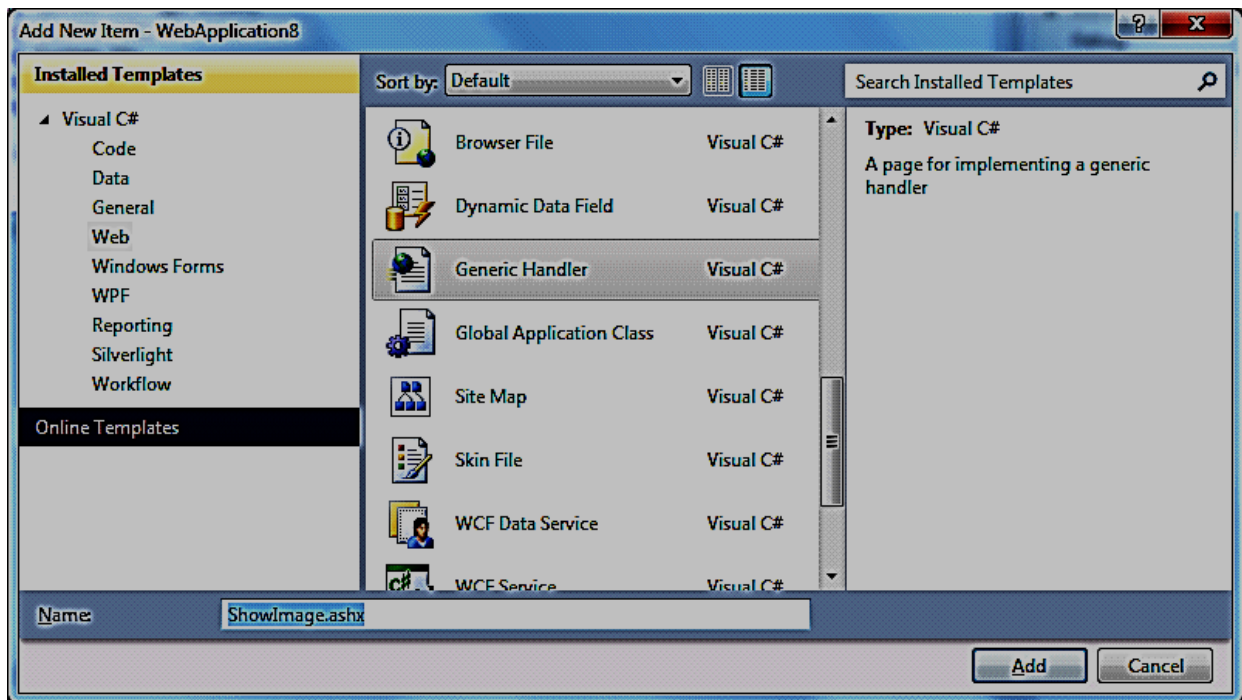 Add New Item - WebApplication8
Installed Templates
Visual C#
Code
Data
General
Web
Windows Forms
WPF
Reporting
Silverlight
Workflow
Online Templates
Sort by: Default
Browser File Visual C#
Dynamic Data Field Visual C#
Generic Handler Visual C#
Global Application Class Visual C#
Site Map Visual C#
Skin File Visual C#
WCF Data Service Visual C#
WCF Service Visual C#
Search Installed Templates
Type: Visual C#
A page for implementing a generic
handler
Name: ShowImage.ashx
Add Cancel